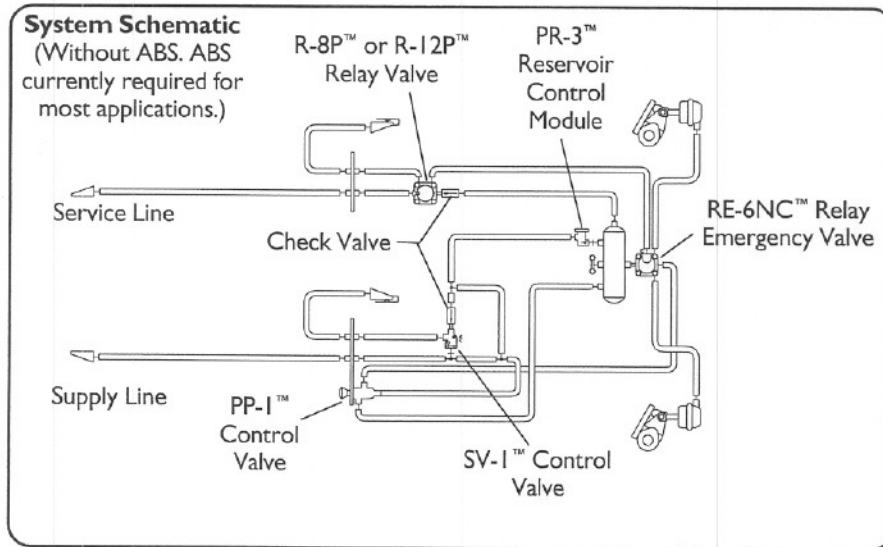 System Schematic
(Without ABS. ABS
currently required for
most applications.)
R-8P™ or R-12P™
Relay Valve
PR-3™
Reservoir
Control
Module
Service Line
Check Valve
RE-6NC™ Relay
Emergency Valve
Supply Line
PP-1™
Control
Valve
SV-1™ Control
Valve